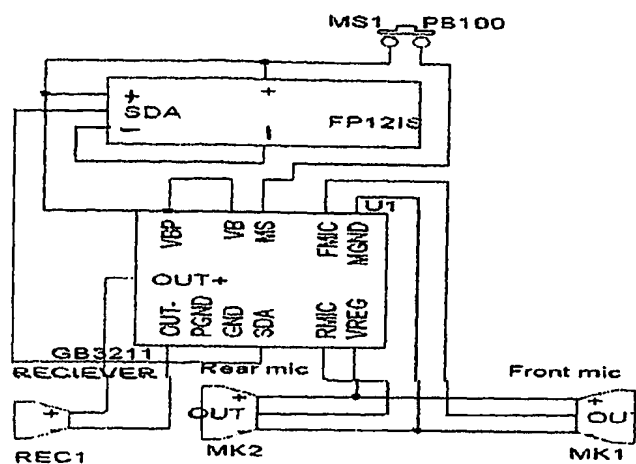 MS1 PB100
+ +
SDA
FP12IS
- -
U1
VBP VB MS FMIC MGND
OUT+
OUT- PGND GND SDA RMIC VREG
GB3211
RECIEVER Rear mic Front mic
+ + +
OUT OU
- - -
REC1 MK2 MK1